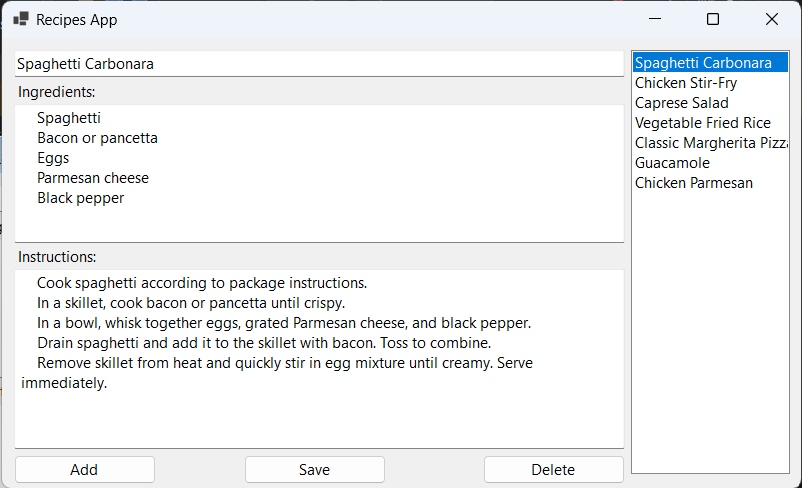 Recipes App
Spaghetti Carbonara
Ingredients:
Spaghetti
Bacon or pancetta
Eggs
Parmesan cheese
Black pepper
Instructions:
Cook spaghetti according to package instructions.
In a skillet, cook bacon or pancetta until crispy.
In a bowl, whisk together eggs, grated Parmesan cheese, and black pepper.
Drain spaghetti and add it to the skillet with bacon. Toss to combine.
Remove skillet from heat and quickly stir in egg mixture until creamy. Serve
immediately.
Add
Save
Delete
Spaghetti Carbonara
Chicken Stir-Fry
Caprese Salad
Vegetable Fried Rice
Classic Margherita Pizza
Guacamole
Chicken Parmesan